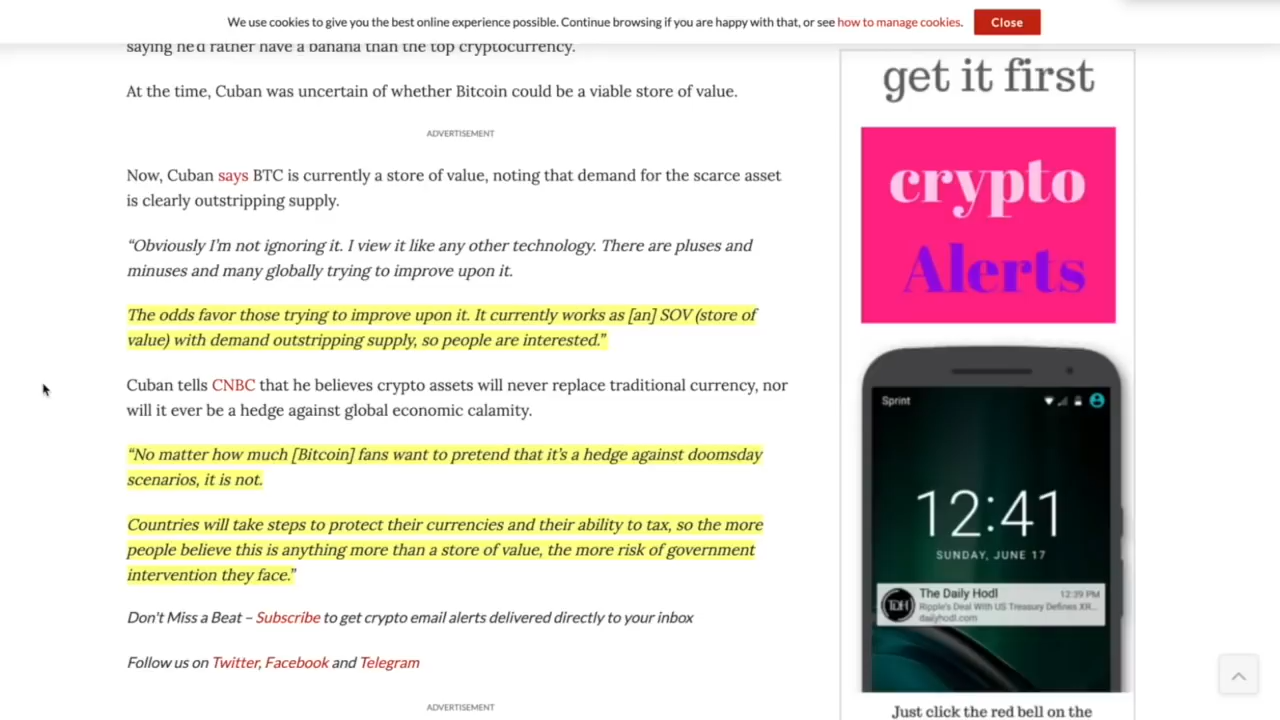 We use cookies to give you the best online experience possible. Continue browsing if you are happy with that, or see how to manage cookies.
Close
saying he'd rather have a banana than the top cryptocurrency.
At the time, Cuban was uncertain of whether Bitcoin could be a viable store of value.
ADVERTISEMENT
Now, Cuban says BTC is currently a store of value, noting that demand for the scarce asset
is clearly outstripping supply.
“Obviously I’m not ignoring it. I view it like any other technology. There are pluses and
minuses and many globally trying to improve upon it.
The odds favor those trying to improve upon it. It currently works as [an] SOV (store of
value) with demand outstripping supply, so people are interested.”
Cuban tells CNBC that he believes crypto assets will never replace traditional currency, nor
will it ever be a hedge against global economic calamity.
“No matter how much [Bitcoin] fans want to pretend that it’s a hedge against doomsday
scenarios, it is not.
Countries will take steps to protect their currencies and their ability to tax, so the more
people believe this is anything more than a store of value, the more risk of government
intervention they face.”
Don't Miss a Beat – Subscribe to get crypto email alerts delivered directly to your inbox
Follow us on Twitter, Facebook and Telegram
ADVERTISEMENT
get it first
crypto
Alerts
Sprint
12:41
SUNDAY, JUNE 17
TDH
The Daily Hodl
12:39 PM
Ripple's Deal With US Treasury Defines XR...
dailyhodl.com
Just click the red bell on the